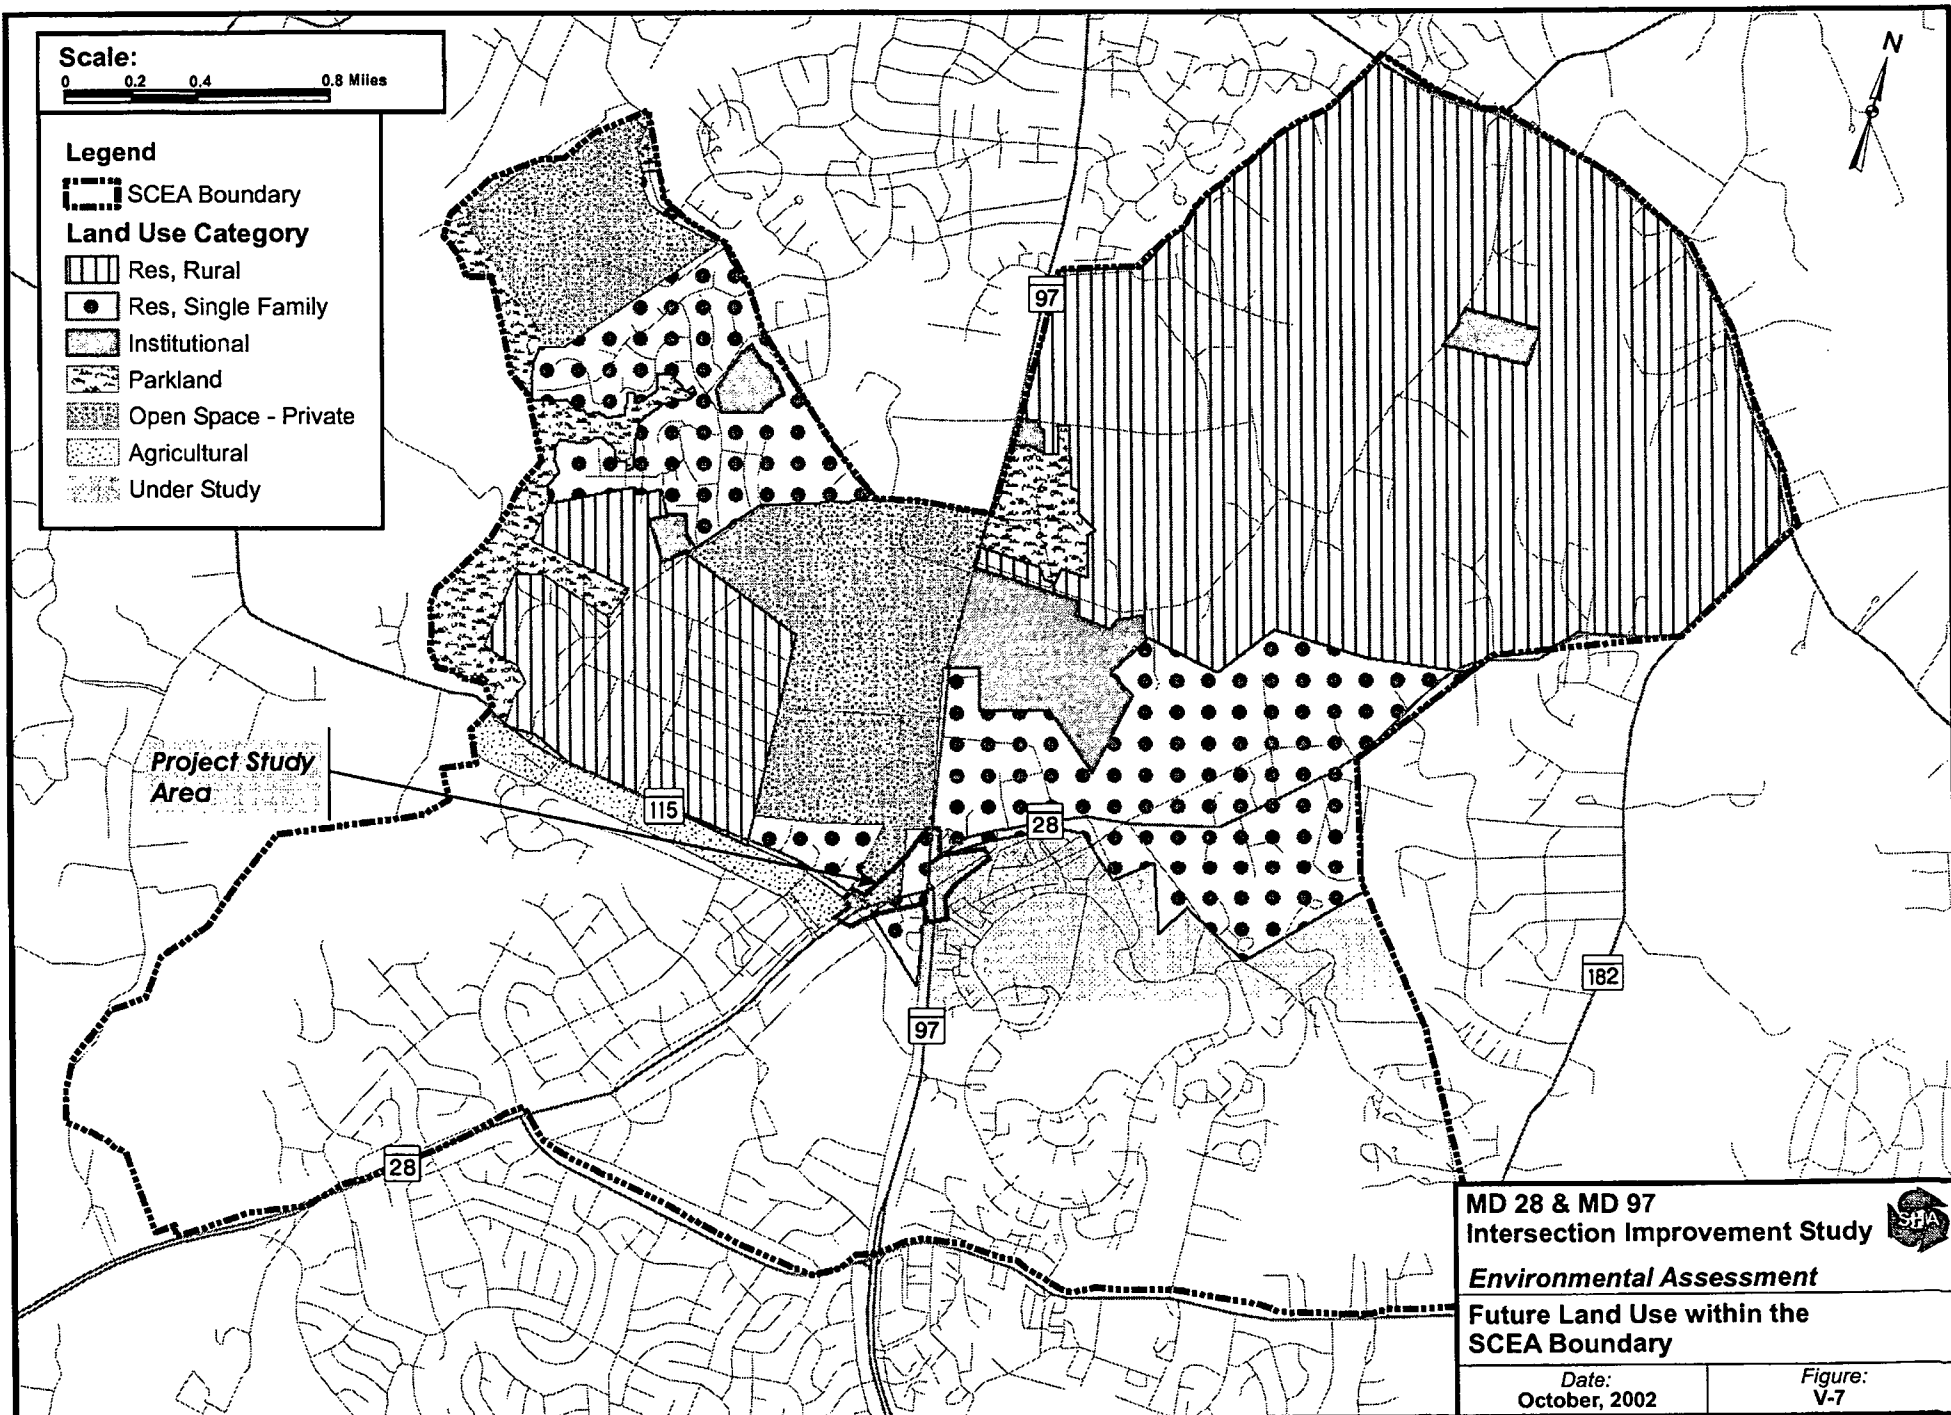 Scale:
0 0.2 0.4 0.8 Miles
Legend
SCEA Boundary
Land Use Category
Res, Rural
Res, Single Family
Institutional
Parkland
Open Space - Private
Agricultural
Under Study
N
97
Project Study
Area
115
28
182
97
28
MD 28 & MD 97
Intersection Improvement Study
SHA
Environmental Assessment
Future Land Use within the
SCEA Boundary
Date:
October, 2002
Figure:
V-7